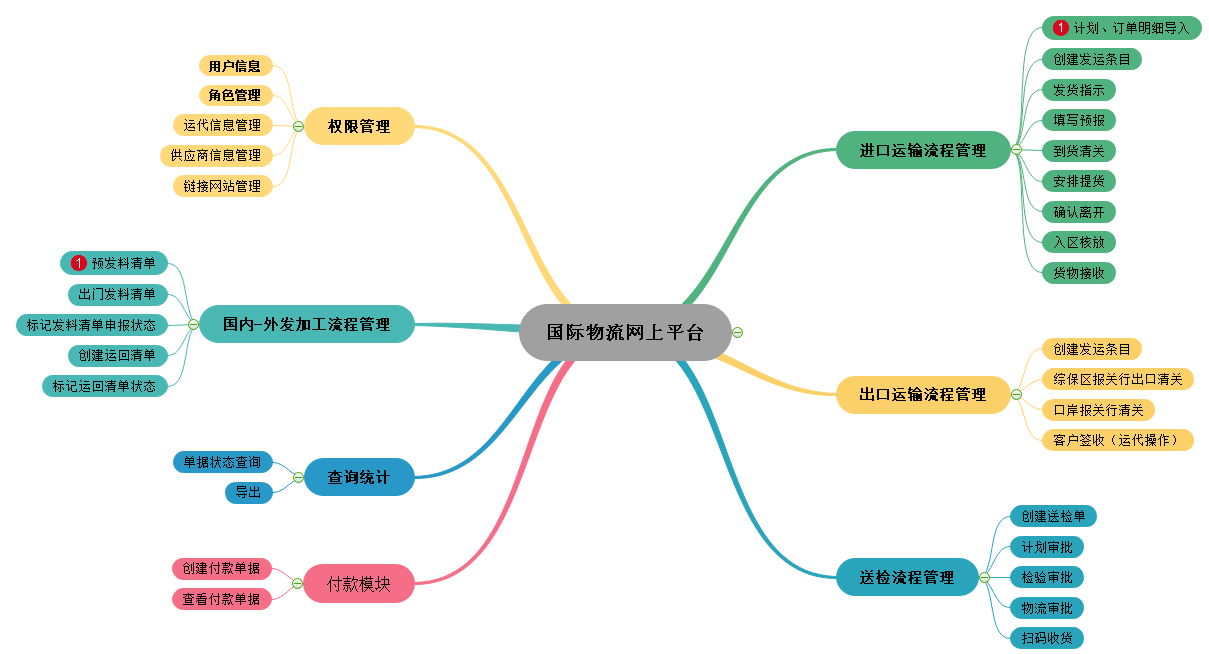 国际物流网上平台
权限管理
用户信息
角色管理
运代信息管理
供应商信息管理
链接网站管理
国内-外发加工流程管理
1 预发料清单
出门发料清单
标记发料清单申报状态
创建运回清单
标记运回清单状态
查询统计
单据状态查询
导出
付款模块
创建付款单据
查看付款单据
进口运输流程管理
1 计划、订单明细导入
创建发运条目
发货指示
填写预报
到货清关
安排提货
确认离开
入区核放
货物接收
出口运输流程管理
创建发运条目
综保区报关行出口清关
口岸报关行清关
客户签收（运代操作）
送检流程管理
创建送检单
计划审批
检验审批
物流审批
扫码收货